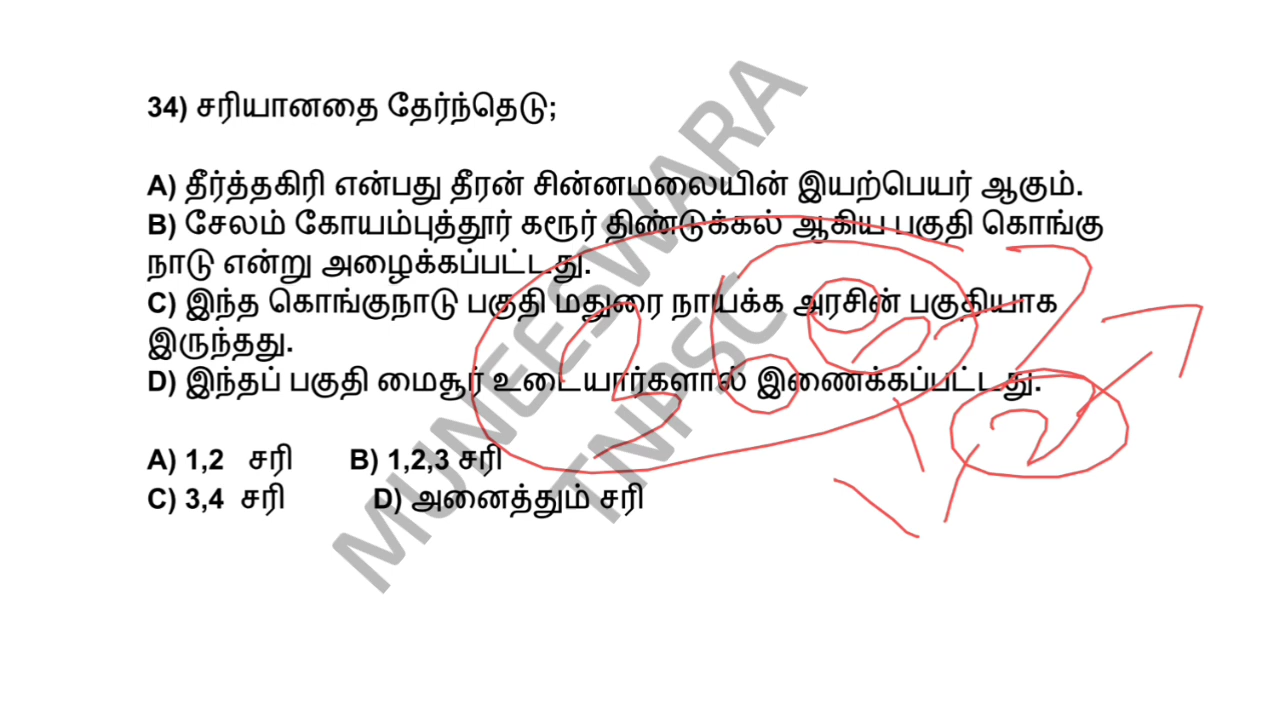 34) சரியானதை தேர்ந்தெடு;
A) தீர்த்தகிரி என்பது தீரன் சின்னமலையின் இயற்பெயர் ஆகும்.
B) சேலம் கோயம்புத்தூர் கரூர் திண்டுக்கல் ஆகிய பகுதி கொங்கு
நாடு என்று அழைக்கப்பட்டது.
C) இந்த கொங்குநாடு பகுதி மதுரை நாயக்க அரசின் பகுதியாக
இருந்தது.
D) இந்தப் பகுதி மைசூர் உடையார்களால் இணைக்கப்பட்டது.
A) 1,2 சரி B) 1,2,3 சரி
C) 3,4 சரி D) அனைத்தும் சரி
MUNEESWARA
TNPSC